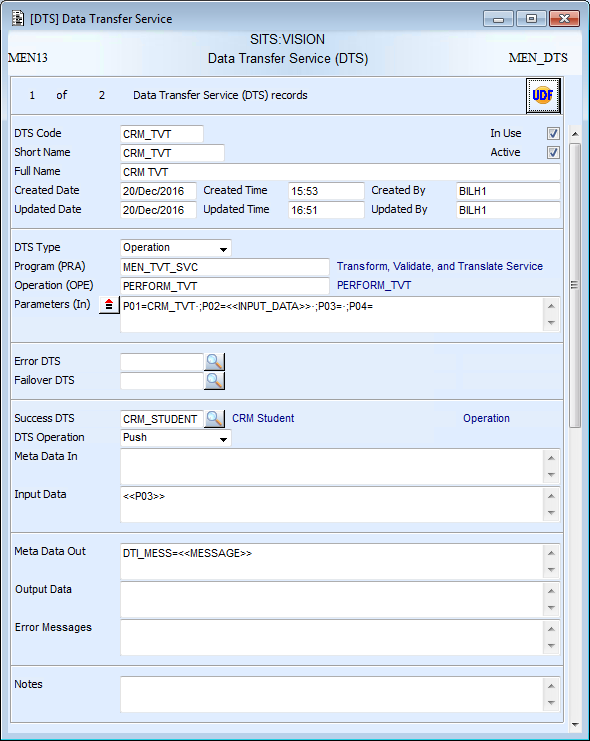 [DTS] Data Transfer Service
SITS:VISION
MEN13 Data Transfer Service (DTS) MEN_DTS
1 of 2 Data Transfer Service (DTS) records UDF
DTS Code CRM_TVT In Use
Short Name CRM_TVT Active
Full Name CRM TVT
Created Date 20/Dec/2016 Created Time 15:53 Created By BILH1
Updated Date 20/Dec/2016 Updated Time 16:51 Updated By BILH1
DTS Type Operation
Program (PRA) MEN_TVT_SVC Transform, Validate, and Translate Service
Operation (OPE) PERFORM_TVT PERFORM_TVT
Parameters (In) P01=CRM_TVT·;P02=<<INPUT_DATA>>·;P03=·;P04=
Error DTS
Failover DTS
Success DTS CRM_STUDENT CRM Student Operation
DTS Operation Push
Meta Data In
Input Data <<P03>>
Meta Data Out DTI_MESS=<<MESSAGE>>
Output Data
Error Messages
Notes